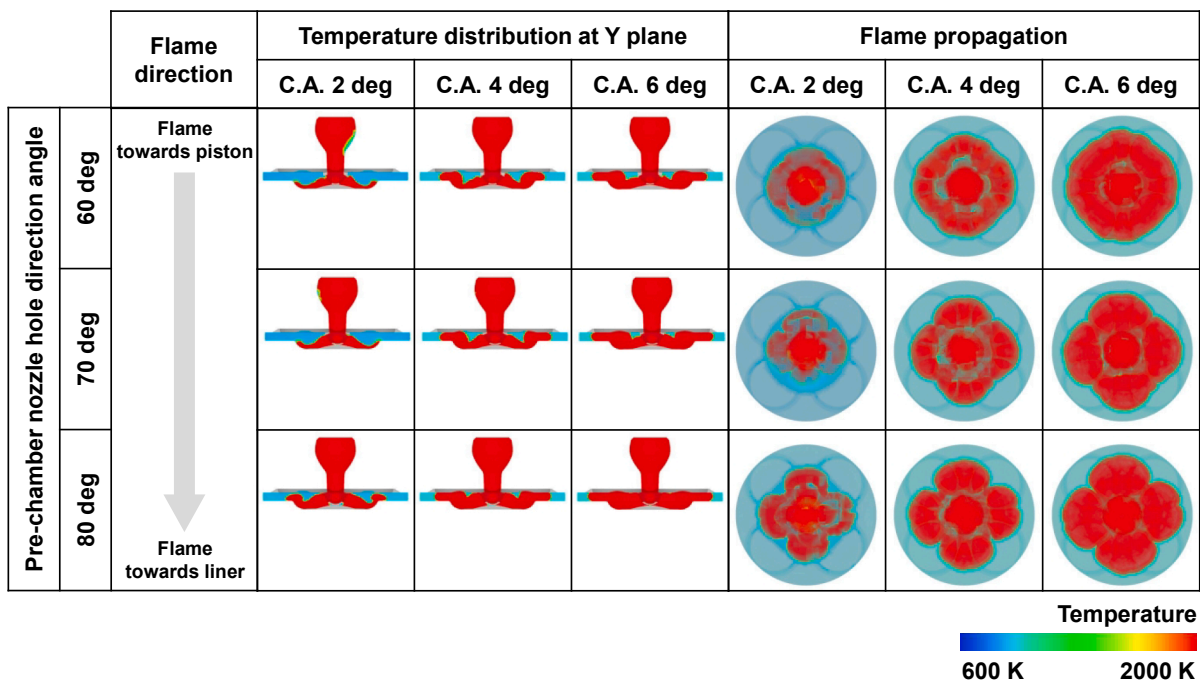 Flame
direction
Temperature distribution at Y plane
Flame propagation
C.A. 2 deg
C.A. 4 deg
C.A. 6 deg
C.A. 2 deg
C.A. 4 deg
C.A. 6 deg
Pre-chamber nozzle hole direction angle
60 deg
Flame
towards piston
70 deg
80 deg
Flame
towards liner
Temperature
600 K
2000 K